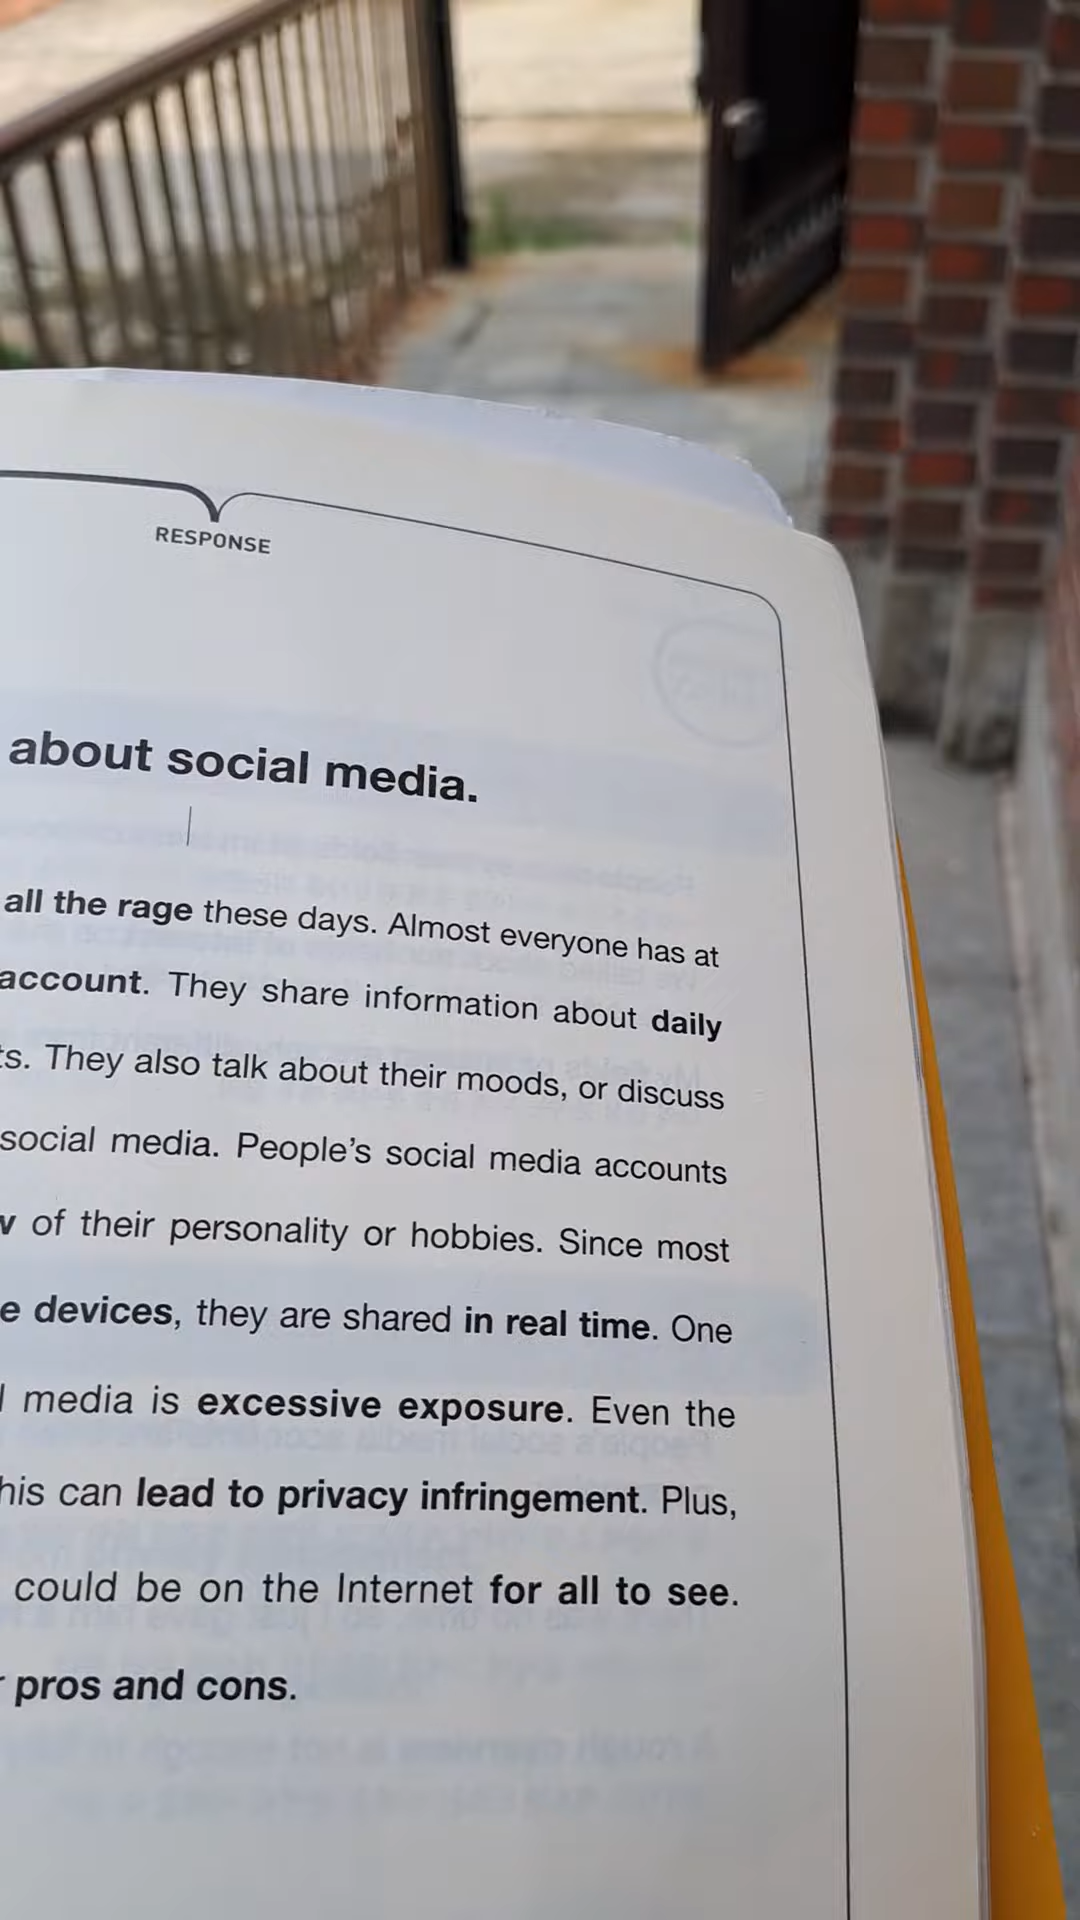 RESPONSE
about social media.
all the rage these days. Almost everyone has at
account. They share information about daily
ts. They also talk about their moods, or discuss
social media. People's social media accounts
of their personality or hobbies. Since most
e devices, they are shared in real time. One
media is excessive exposure. Even the
his can lead to privacy infringement. Plus,
could be on the Internet for all to see.
pros and cons.